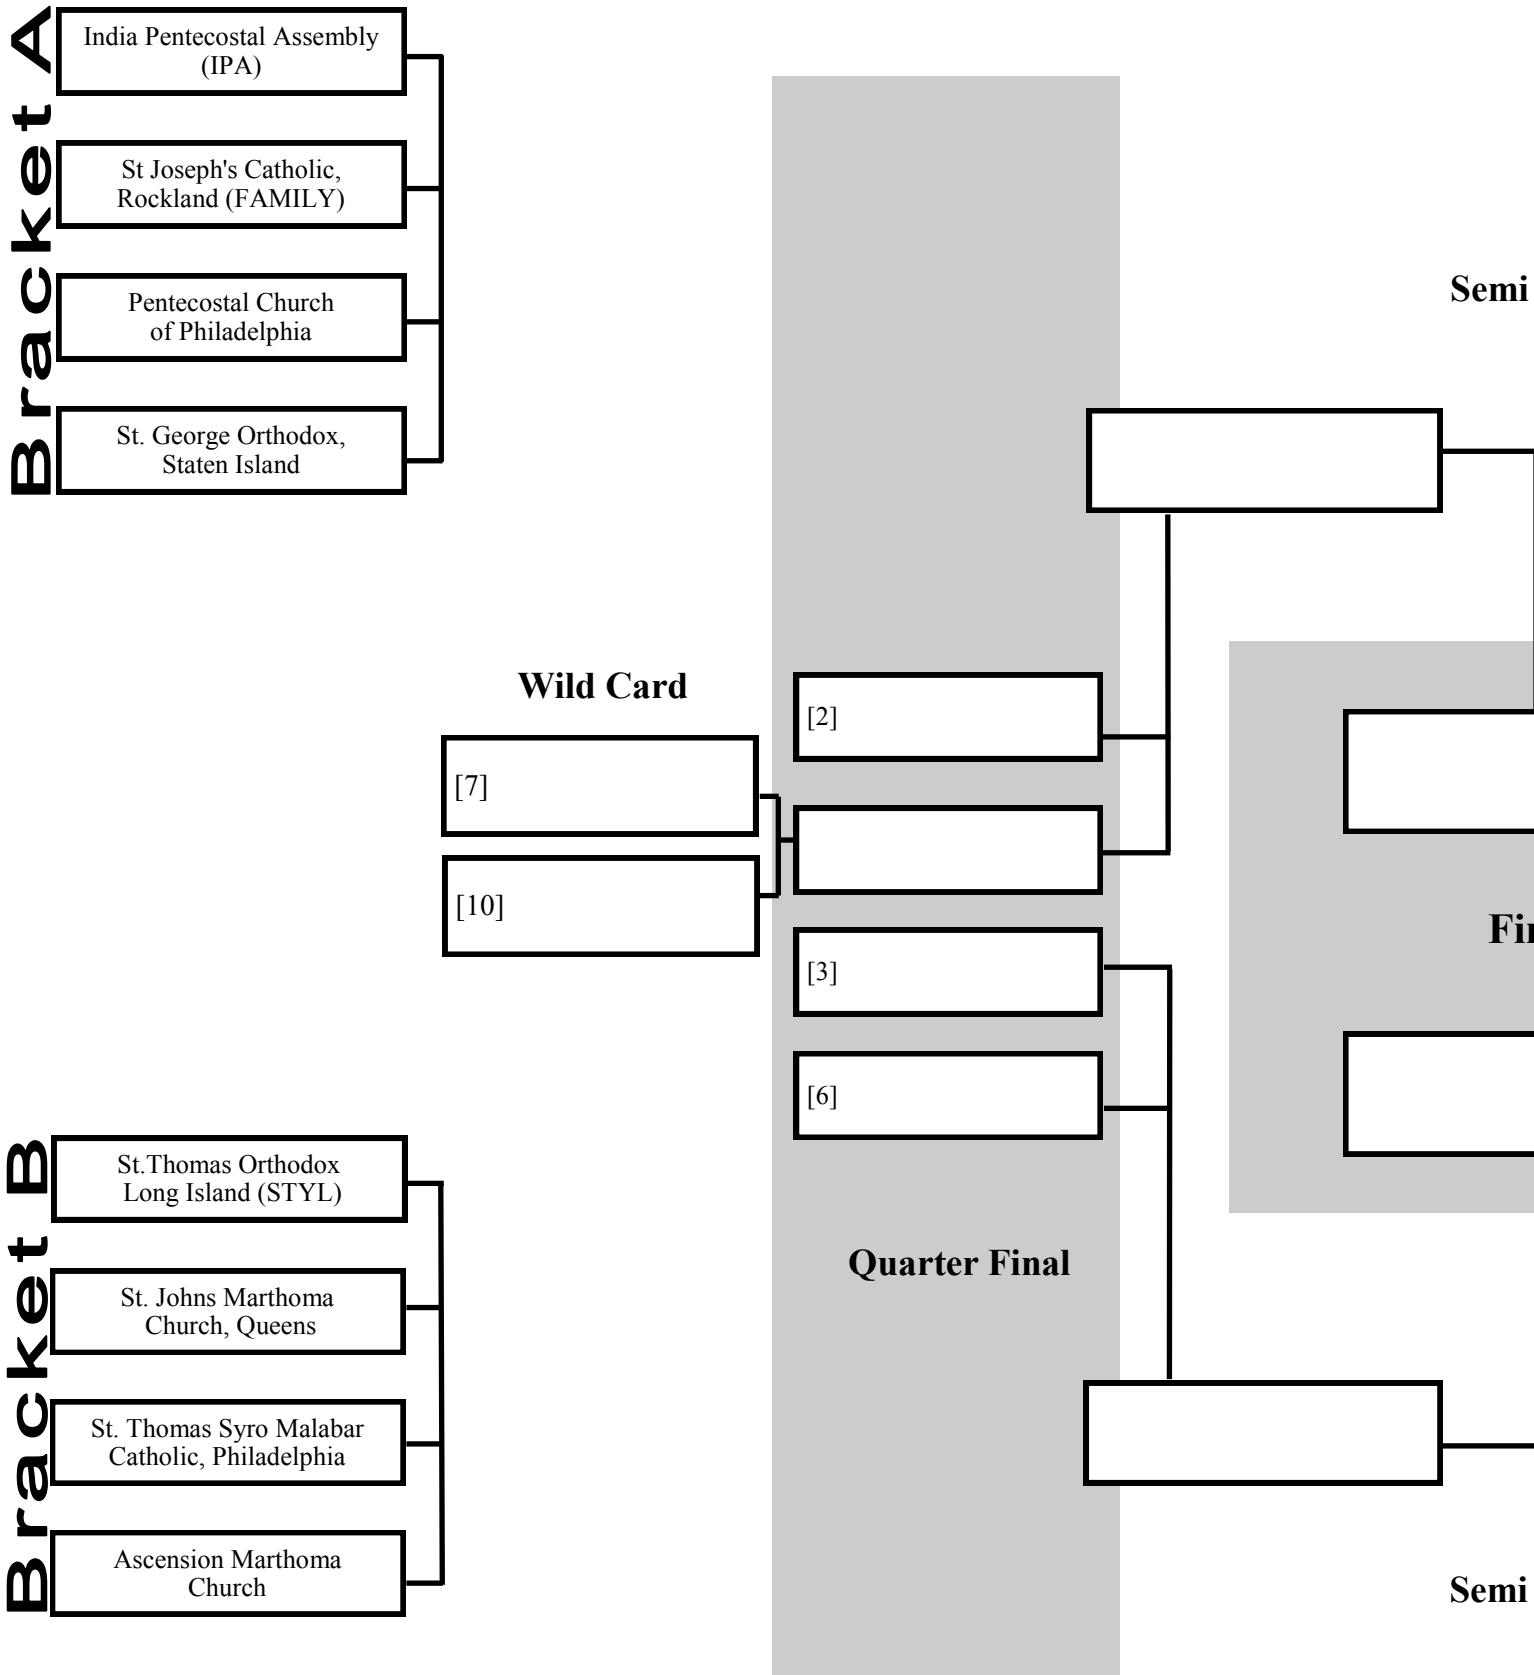 Bracket A
India Pentecostal Assembly
(IPA)
St Joseph's Catholic,
Rockland (FAMILY)
Pentecostal Church
of Philadelphia
St. George Orthodox,
Staten Island
Semi
Wild Card
[7]
[10]
[2]
[3]
[6]
Fin
Quarter Final
Bracket B
St.Thomas Orthodox
Long Island (STYL)
St. Johns Marthoma
Church, Queens
St. Thomas Syro Malabar
Catholic, Philadelphia
Ascension Marthoma
Church
Semi